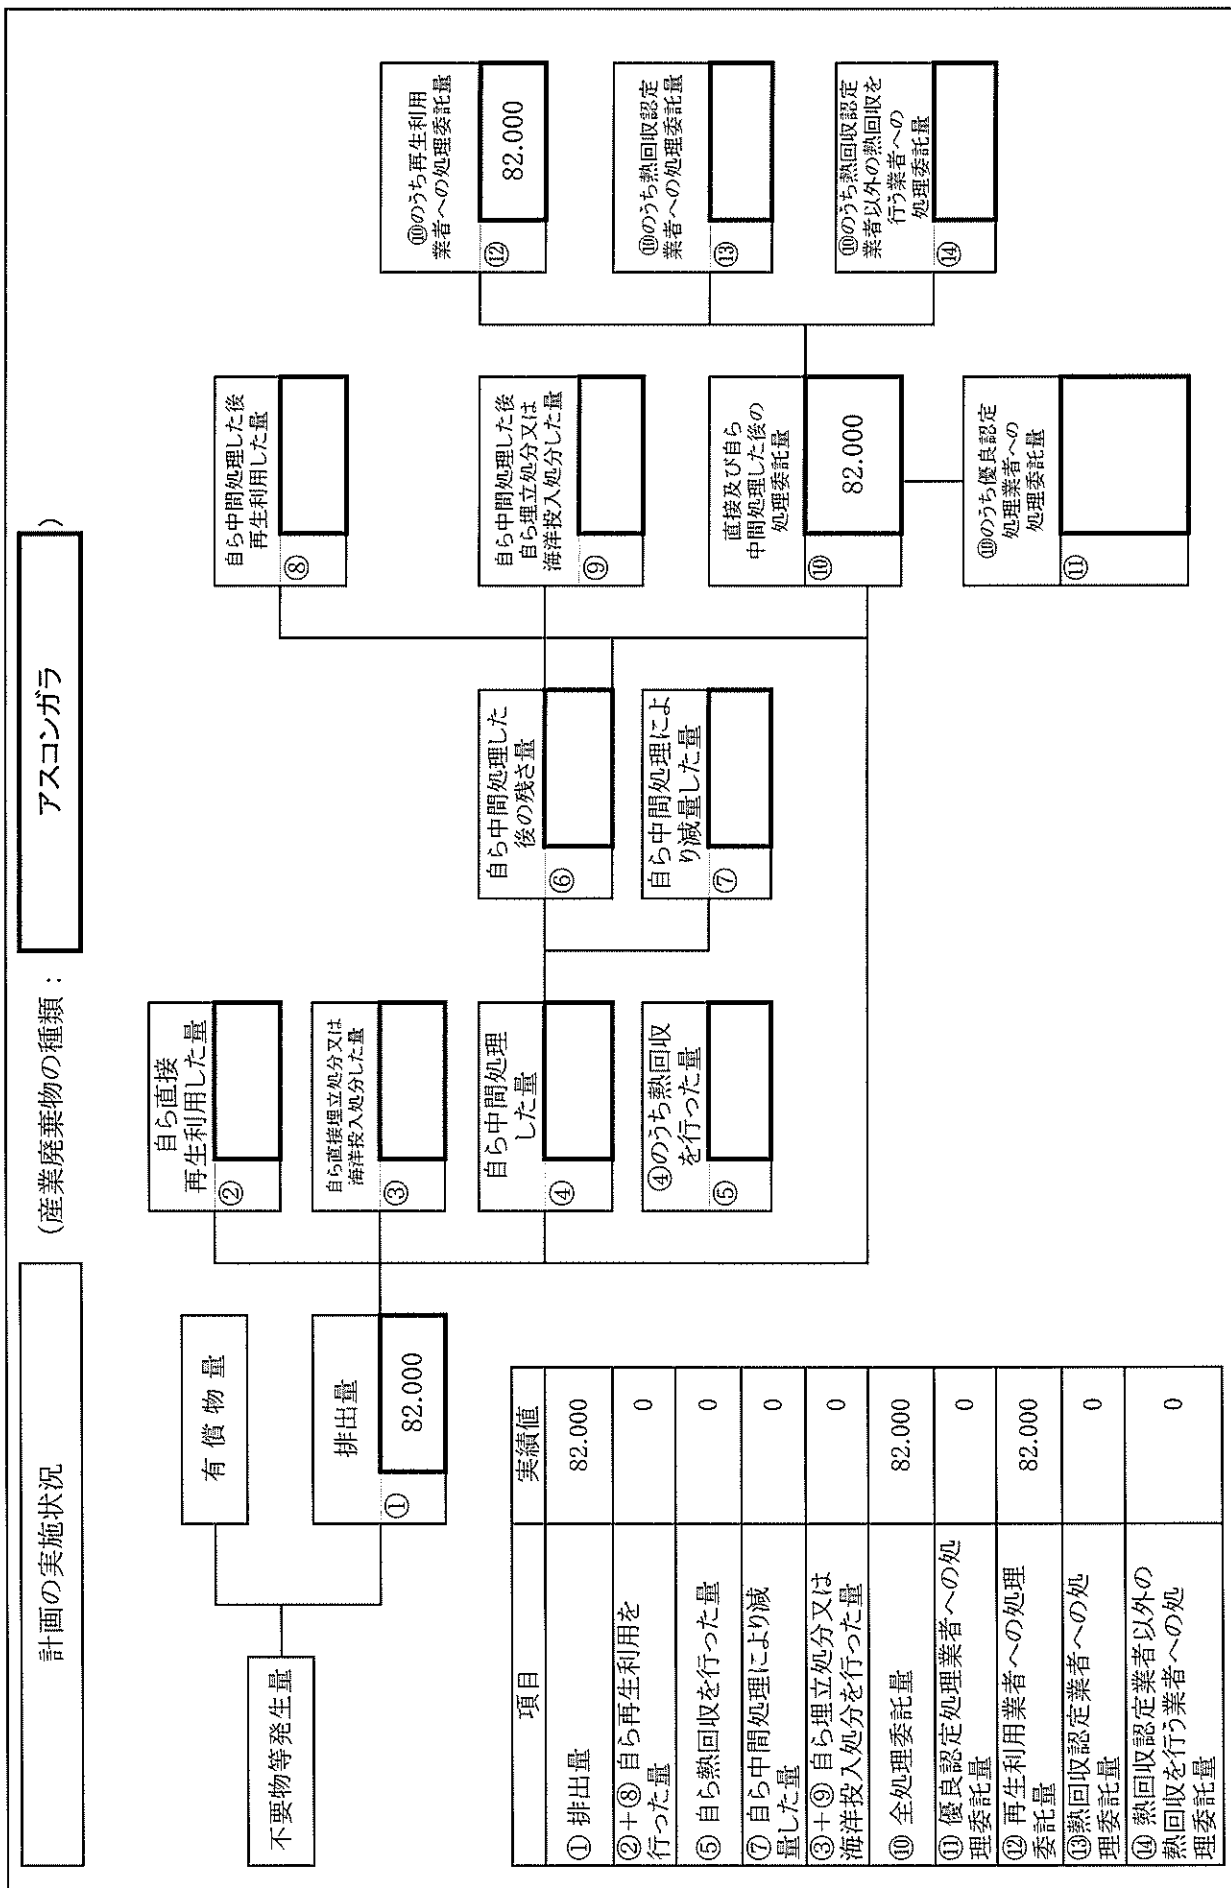 計画の実施状況
(産業廃棄物の種類：
アスコンガラ
)
不要物等発生量
有償物量
排出量
①
82.000
自ら直接
再生利用した量
②
自ら直接埋立処分又は
海洋投入処分した量
③
自ら中間処理
した量
④
④のうち熱回収
を行った量
⑤
自ら中間処理した
後の残さ量
⑥
自ら中間処理によ
り減量した量
⑦
自ら中間処理した後
再生利用した量
⑧
自ら中間処理した後
自ら埋立処分又は
海洋投入処分した量
⑨
直接及び自ら
中間処理した後の
処理委託量
⑩
82.000
⑩のうち優良認定
処理業者への
処理委託量
⑪
⑩のうち再生利用
業者への処理委託量
⑫
82.000
⑩のうち熱回収認定
業者への処理委託量
⑬
⑩のうち熱回収認定
業者以外の熱回収を
行う業者への
処理委託量
⑭
項目 実績値
① 排出量 82.000
②+⑧ 自ら再生利用を
行った量 0
⑤ 自ら熱回収を行った量 0
⑦ 自ら中間処理により減
量した量 0
③+⑨ 自ら埋立処分又は
海洋投入処分を行った量 0
⑩ 全処理委託量 82.000
⑪ 優良認定処理業者への処
理委託量 0
⑫ 再生利用業者への処理
委託量 82.000
⑬熱回収認定業者への処
理委託量 0
⑭ 熱回収認定業者以外の
熱回収を行う業者への処
理委託量 0